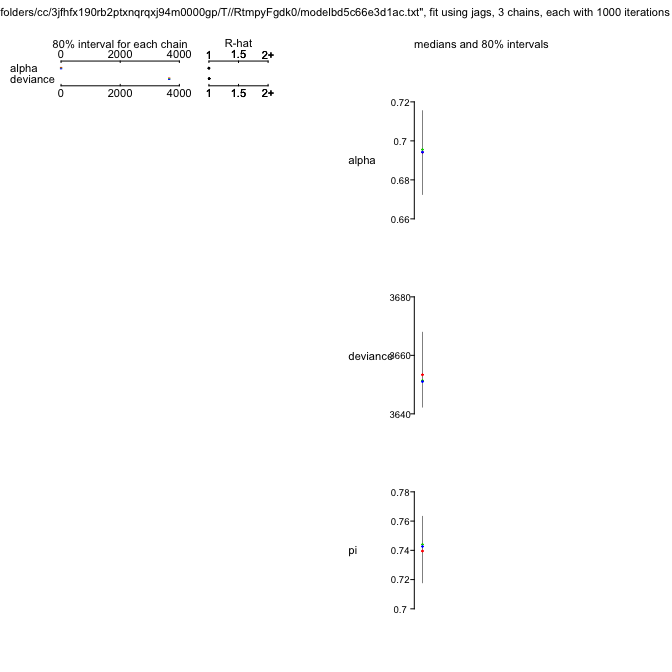 folders/cc/3jfhfx190rb2ptxnqrqxj94m0000gp/T//RtmpyFgdk0/modelbd5c66e3d1ac.txt", fit using jags, 3 chains, each with 1000 iterations
80% interval for each chain R-hat
0 2000 4000 1 1.5 2+
alpha
deviance
0 2000 4000 1 1.5 2+
medians and 80% intervals
0.72
0.7
alpha
0.68
0.66
3680
deviance 3660
3640
0.78
0.76
pi 0.74
0.72
0.7